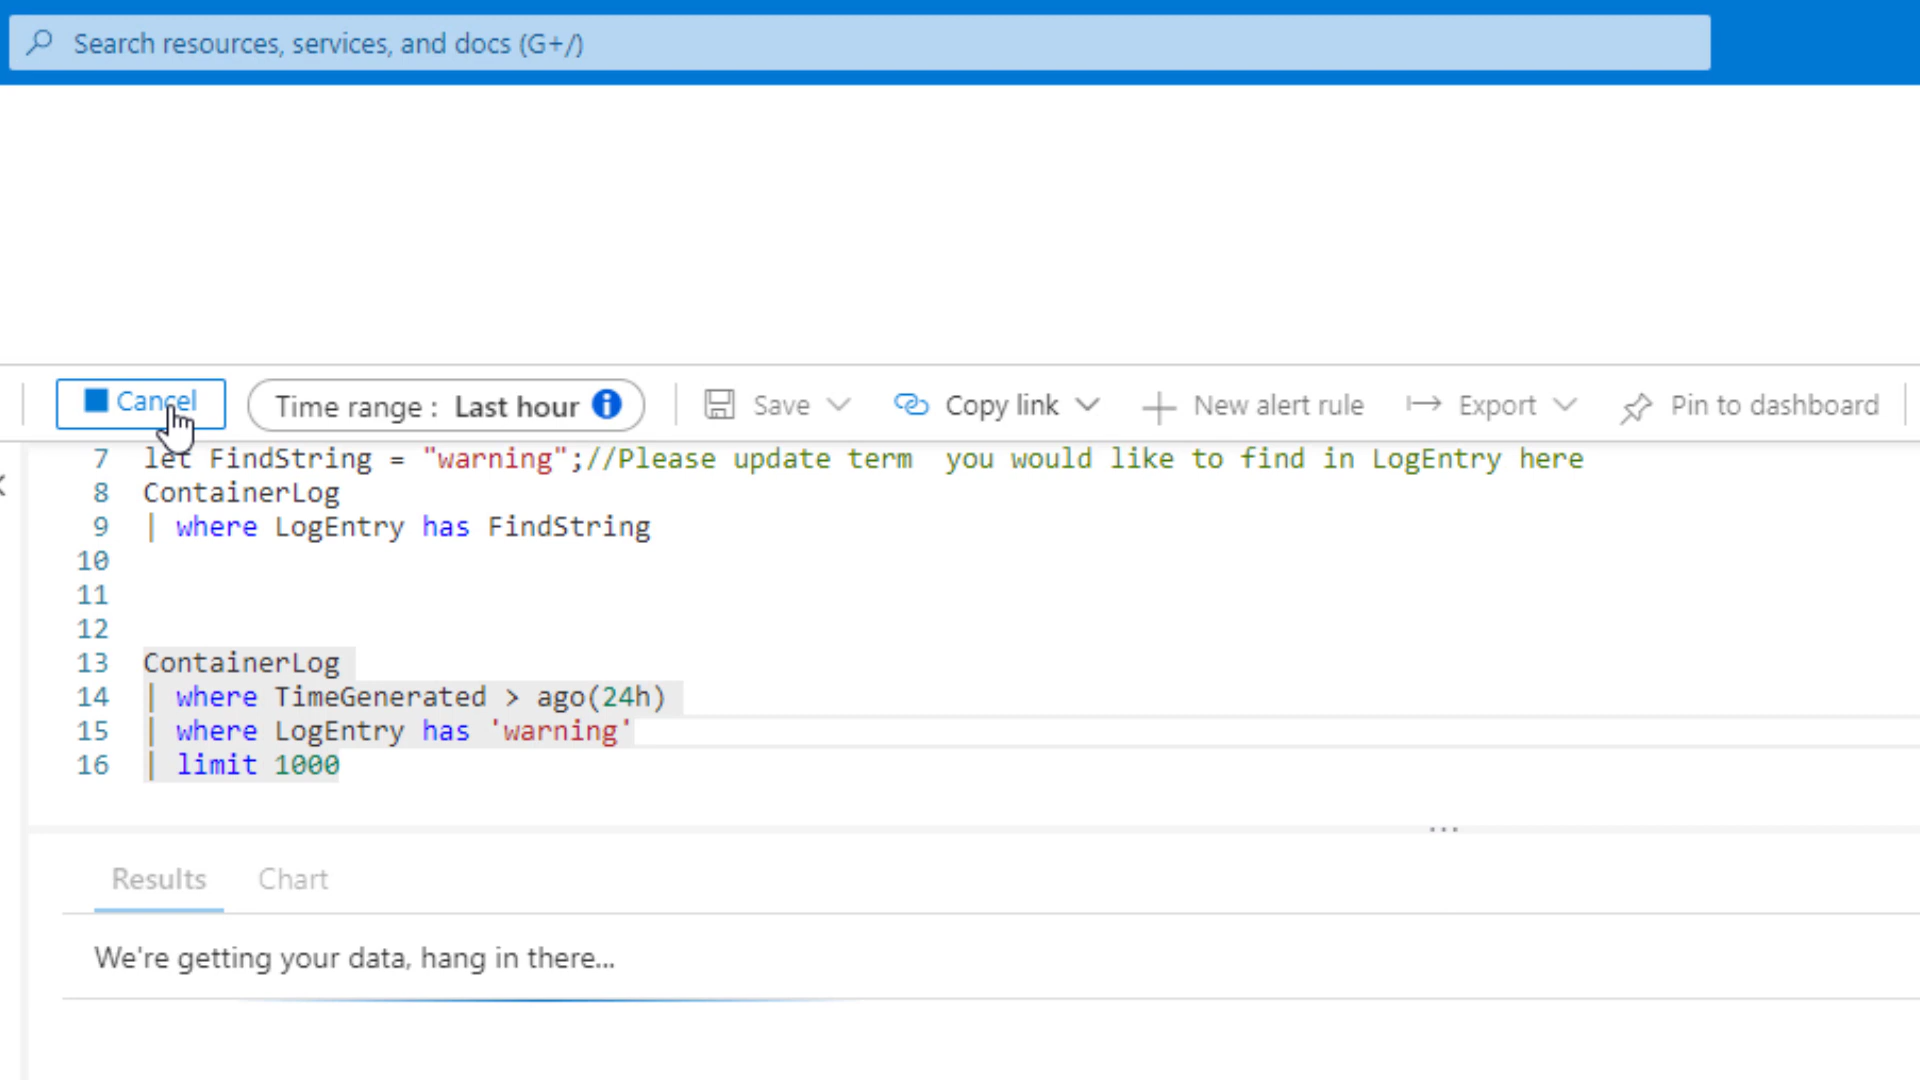 Search resources, services, and docs (G+/)
Cancel Time range : Last hour Save Copy link New alert rule Export Pin to dashboard
7 let FindString = "warning";//Please update term  you would like to find in LogEntry here
8 ContainerLog
9 | where LogEntry has FindString
10
11
12
13 ContainerLog
14 | where TimeGenerated > ago(24h)
15 | where LogEntry has 'warning'
16 | limit 1000
...
Results Chart
We're getting your data, hang in there...